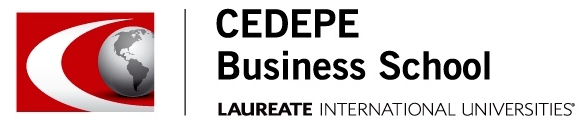 CEDEPE
Business School
LAUREATE INTERNATIONAL UNIVERSITIES®